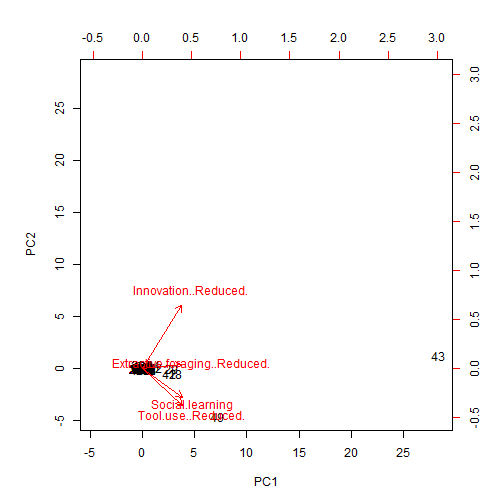 -0.5 0.0 0.5 1.0 1.5 2.0 2.5 3.0
25 20 15 10 5 0 -5
PC2
3.0 2.5 2.0 1.5 1.0 0.5 0.0 -0.5
Innovation..Reduced.
43
Extractive.foraging..Reduced.
Social.learning
Tool.use..Reduced.
49
-5 0 5 10 15 20 25
PC1